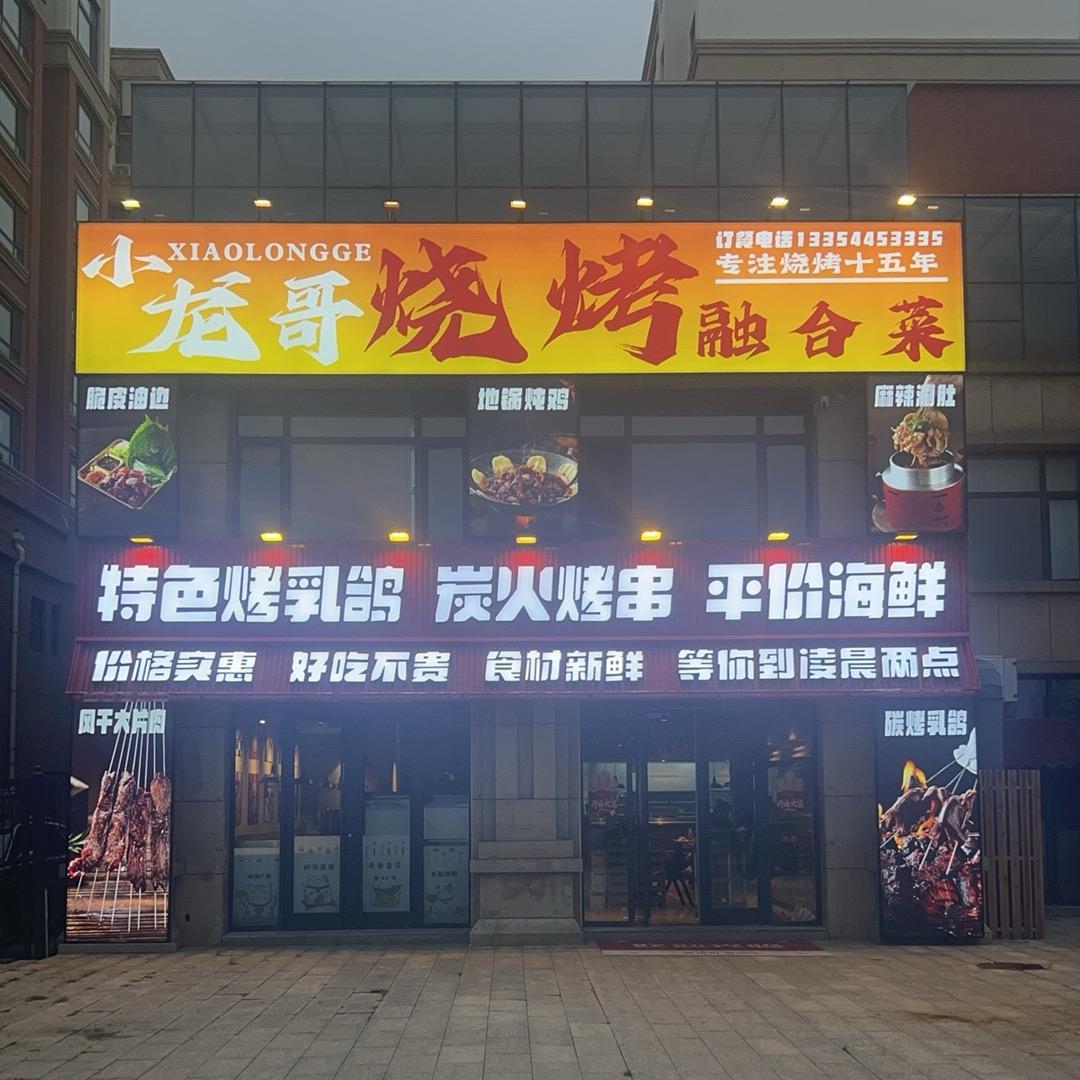 小龙哥烧烤融合菜
XIAOLONGGE
订餐电话13354453335
专注烧烤十五年
脆皮油边
地锅炖鸡
麻辣涮肚
特色烤乳鸽 炭火烤串 平价海鲜
价格实惠 好吃不贵 食材新鲜 等你到凌晨两点
风干大片肉
碳烤乳鸽